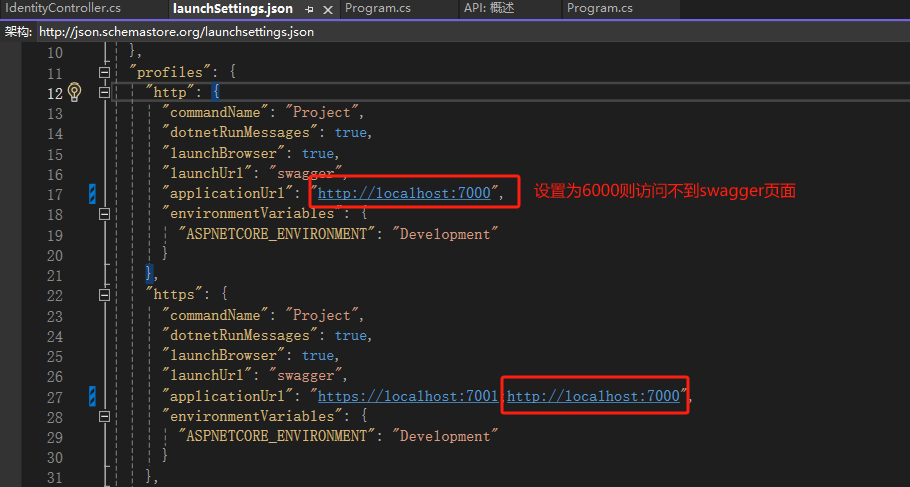 IdentityController.cs launchSettings.json Program.cs API: 概述 Program.cs
架构: http://json.schemastore.org/launchsettings.json
10 },
11 "profiles": {
12 "http": {
13 "commandName": "Project",
14 "dotnetRunMessages": true,
15 "launchBrowser": true,
16 "launchUrl": "swagger",
17 "applicationUrl": "http://localhost:7000", 设置为6000则访问不到swagger页面
18 "environmentVariables": {
19 "ASPNETCORE_ENVIRONMENT": "Development"
20 }
21 },
22 "https": {
23 "commandName": "Project",
24 "dotnetRunMessages": true,
25 "launchBrowser": true,
26 "launchUrl": "swagger",
27 "applicationUrl": "https://localhost:7001;http://localhost:7000",
28 "environmentVariables": {
29 "ASPNETCORE_ENVIRONMENT": "Development"
30 }
31 },